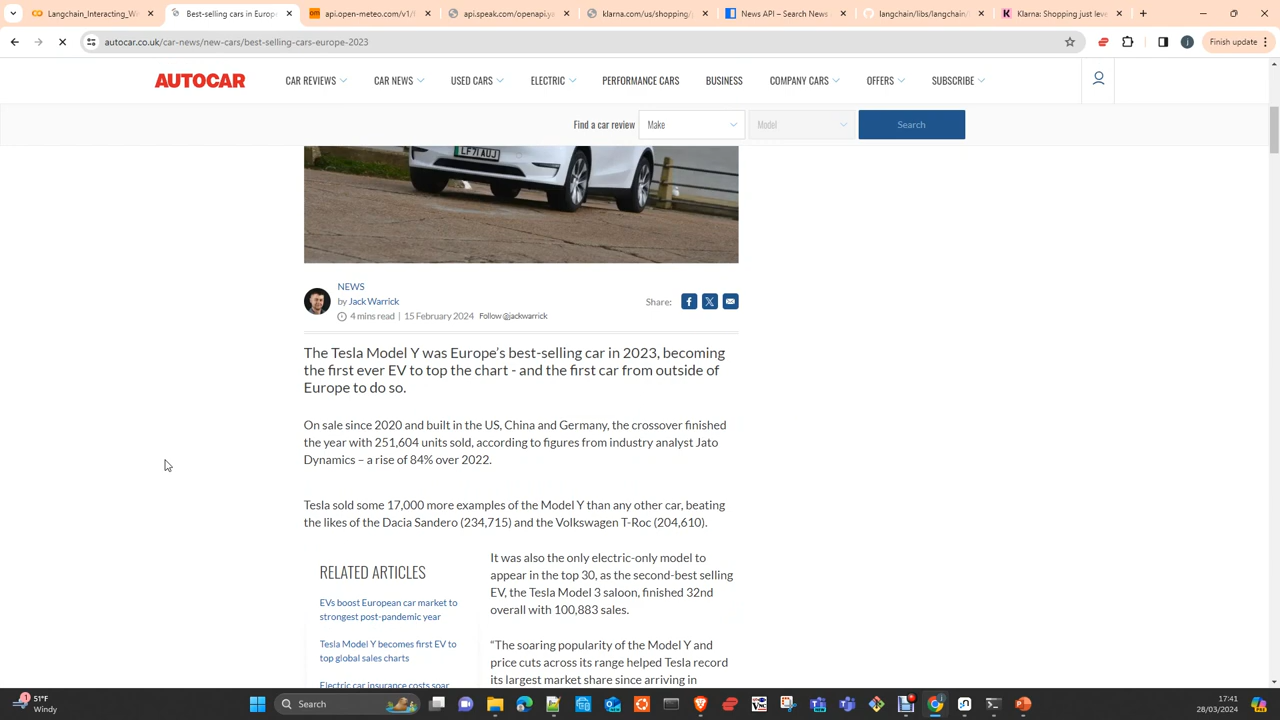 Langchain_Interacting_Wi
Best-selling cars in Europe
api.open-meteo.com/v1/f
api.speak.com/openapi.ya
klarna.com/us/shopping/
News API – Search News
langchain/libs/langchain/
Klarna: Shopping just lev
autocar.co.uk/car-news/new-cars/best-selling-cars-europe-2023
j
Finish update
AUTOCAR
CAR REVIEWS
CAR NEWS
USED CARS
ELECTRIC
PERFORMANCE CARS
BUSINESS
COMPANY CARS
OFFERS
SUBSCRIBE
Find a car review
Make
Model
Search
LF71 AUJ
NEWS
by Jack Warrick
4 mins read | 15 February 2024 Follow @jackwarrick
Share:
The Tesla Model Y was Europe's best-selling car in 2023, becoming
the first ever EV to top the chart - and the first car from outside of
Europe to do so.
On sale since 2020 and built in the US, China and Germany, the crossover finished
the year with 251,604 units sold, according to figures from industry analyst Jato
Dynamics – a rise of 84% over 2022.
Tesla sold some 17,000 more examples of the Model Y than any other car, beating
the likes of the Dacia Sandero (234,715) and the Volkswagen T-Roc (204,610).
RELATED ARTICLES
EVs boost European car market to
strongest post-pandemic year
Tesla Model Y becomes first EV to
top global sales charts
Electric car insurance costs soar
It was also the only electric-only model to
appear in the top 30, as the second-best selling
EV, the Tesla Model 3 saloon, finished 32nd
overall with 100,883 sales.
“The soaring popularity of the Model Y and
price cuts across its range helped Tesla record
its largest market share since arriving in
51°F
Windy
Search
17:41
28/03/2024